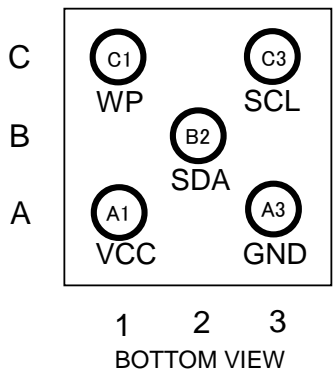 C C1 C3
WP SCL
B B2
SDA
A A1 A3
VCC GND
1 2 3
BOTTOM VIEW